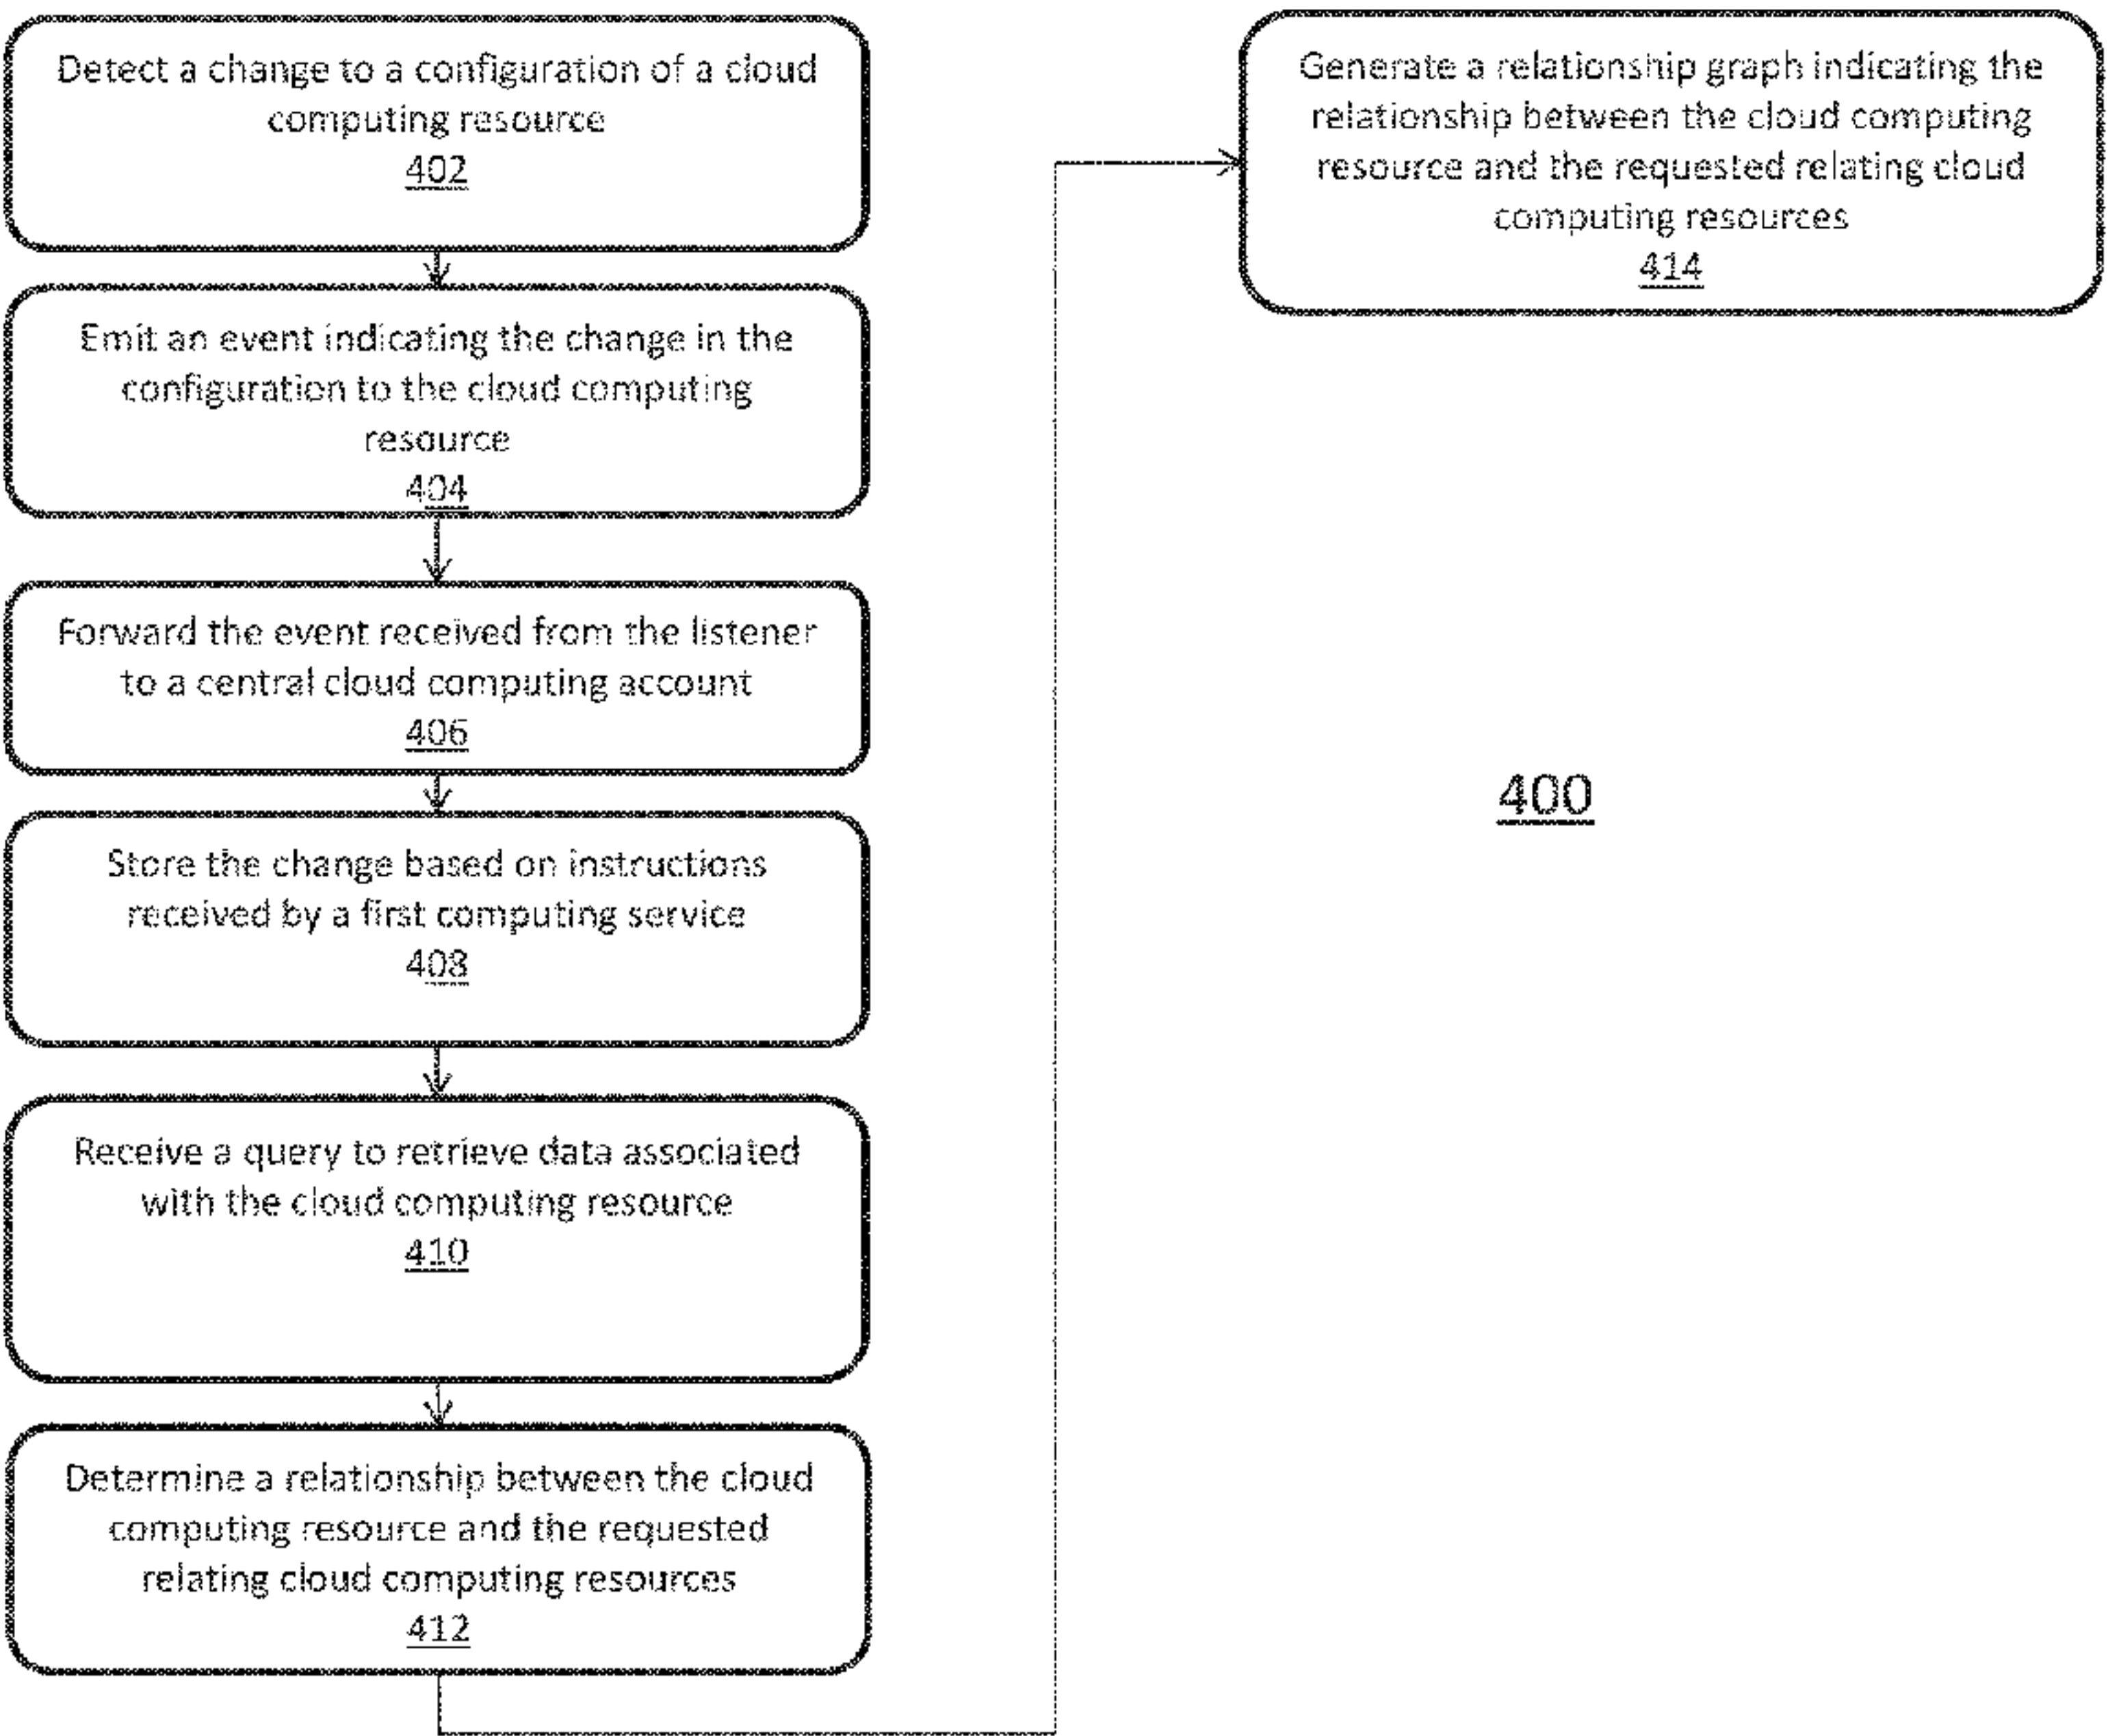 Detect a change to a configuration of a cloud
computing resource
402
Emit an event indicating the change in the
configuration to the cloud computing
resource
404
Forward the event received from the listener
to a central cloud computing account
406
Store the change based on instructions
received by a first computing service
408
Receive a query to retrieve data associated
with the cloud computing resource
410
Determine a relationship between the cloud
computing resource and the requested
relating cloud computing resources
412
Generate a relationship graph indicating the
relationship between the cloud computing
resource and the requested relating cloud
computing resources
414
400